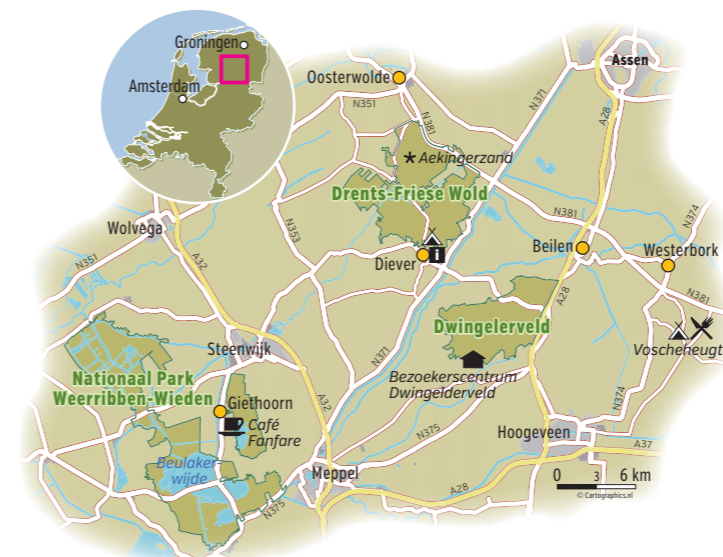 Groningen
Amsterdam
Oosterwolde
Assen
N351
N381
N371
A28
*Aekingerzand
Drents-Friese Wold
N374
Wolvega
N353
N381
Beilen
Westerbork
N351
A32
Diever
i
N381
A28
Dwingelerveld
Voscheheugt
Steenwijk
N371
Bezoekerscentrum
Dwingelderveld
Nationaal Park
Weerribben-Wieden
A32
N374
Giethoorn
Café
Fanfare
N375
Hoogeveen
A37
Beulaker-
wijde
Meppel
0 3 6 km
A28
© Cartographics.nl
N375